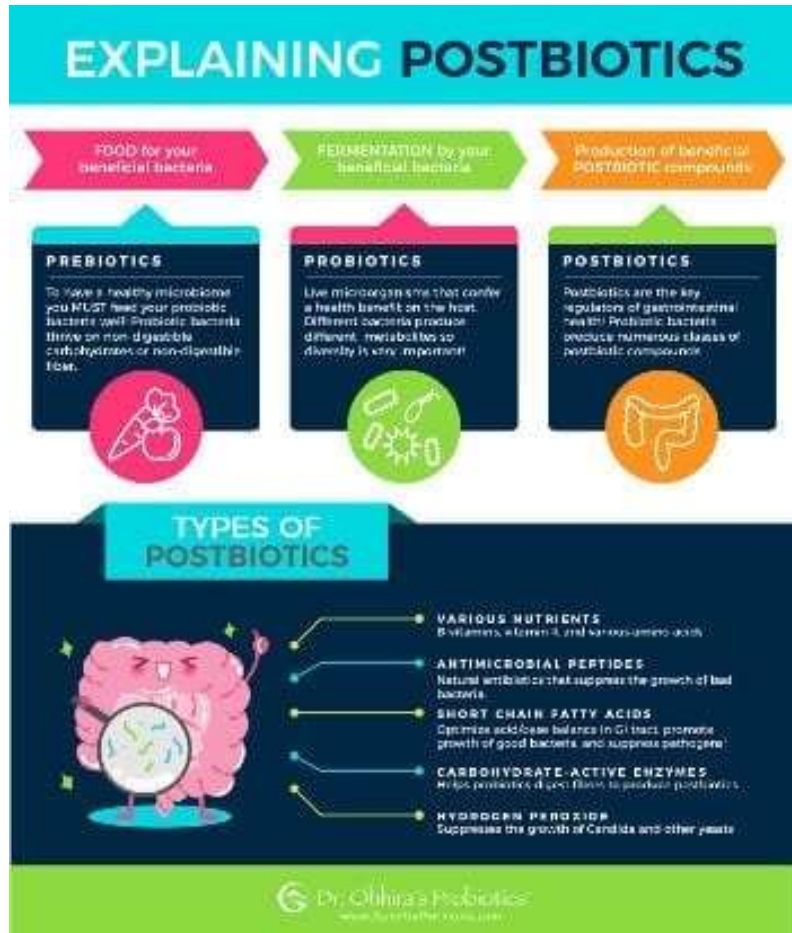 EXPLAINING POSTBIOTICS
FOOD for your
beneficial bacteria
FERMENTATION by your
beneficial bacteria
Production of beneficial
POSTBIOTIC compounds
PREBIOTICS
To have a healthy microbiome
you MUST feed your probiotic
bacteria well! Probiotic bacteria
thrive on non-digestible
carbohydrates or non-digestible
fiber.
PROBIOTICS
Live microorganisms that confer
a health benefit on the host.
Different bacteria produce
different metabolites so
diversity is very important!
POSTBIOTICS
Postbiotics are the key
regulators of gastrointestinal
health! Probiotic bacteria
produce numerous classes of
postbiotic compounds
TYPES OF
POSTBIOTICS
VARIOUS NUTRIENTS
B vitamins, vitamin K and various amino acids
ANTIMICROBIAL PEPTIDES
Natural antibiotics that suppress the growth of bad
bacteria.
SHORT CHAIN FATTY ACIDS
Optimize acid/base balance in GI tract, promote
growth of good bacteria, and suppress pathogens
CARBOHYDRATE-ACTIVE ENZYMES
Helps probiotics digest fibers to produce postbiotics
HYDROGEN PEROXIDE
Suppresses the growth of Candida and other yeasts
Dr. Ohhira's Probiotics